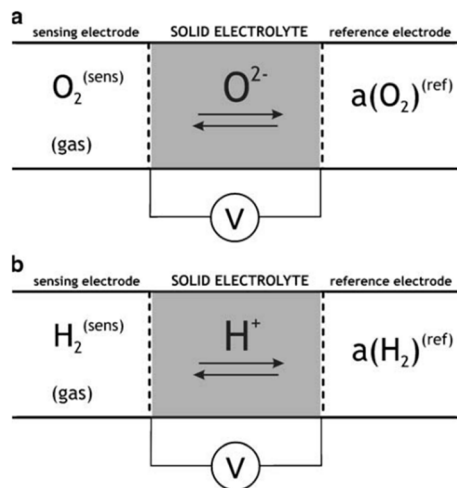 a
sensing electrode SOLID ELECTROLYTE reference electrode
O₂⁽ˢᵉⁿˢ⁾ O²⁻ a(O₂)⁽ʳᵉᶠ⁾
(gas)
V
b
sensing electrode SOLID ELECTROLYTE reference electrode
H₂⁽ˢᵉⁿˢ⁾ H⁺ a(H₂)⁽ʳᵉᶠ⁾
(gas)
V